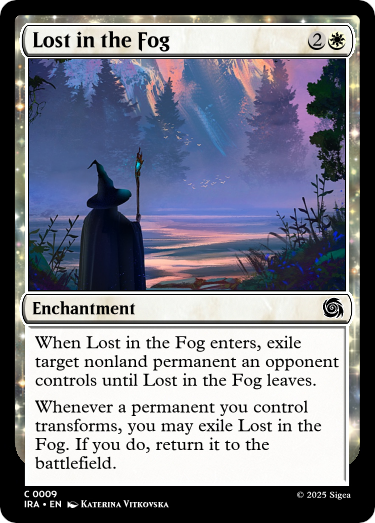 Lost in the Fog
2
Enchantment
When Lost in the Fog enters, exile
target nonland permanent an opponent
controls until Lost in the Fog leaves.
Whenever a permanent you control
transforms, you may exile Lost in the
Fog. If you do, return it to the
battlefield.
C 0009
IRA • EN Katerina Vitkovska
© 2025 Sigea